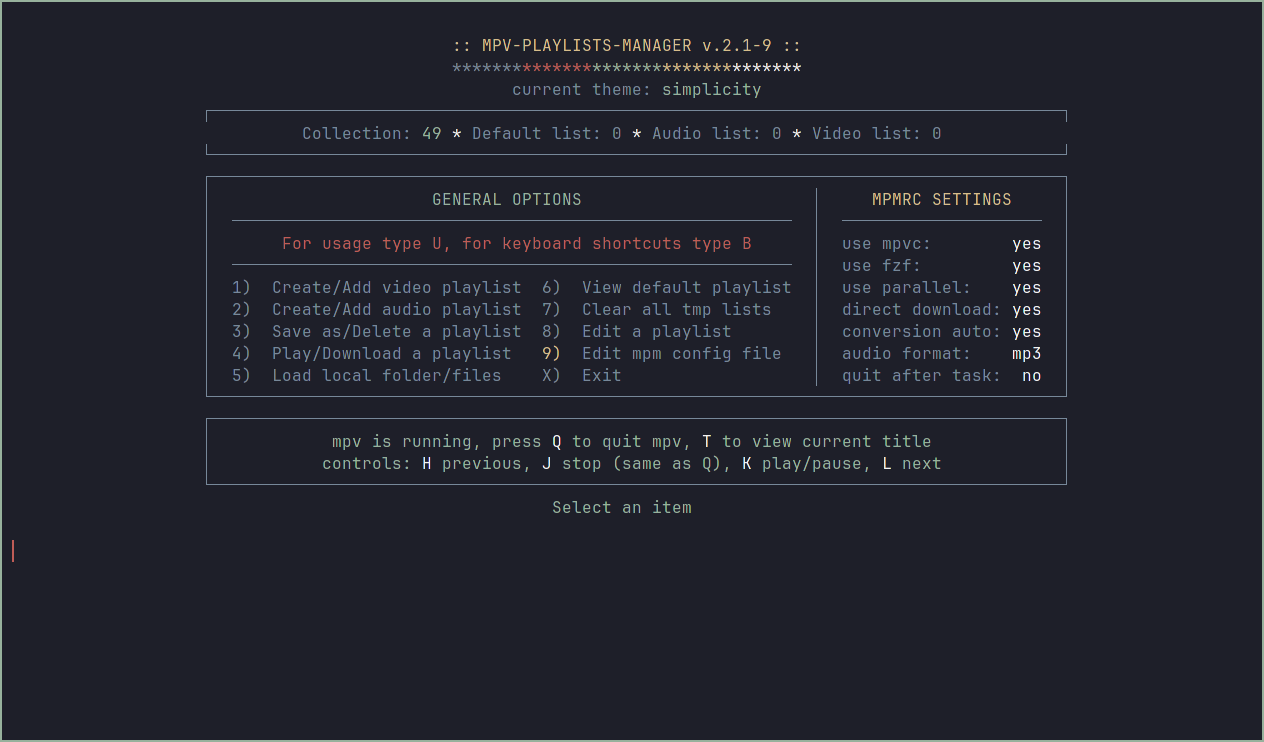 :: MPV-PLAYLISTS-MANAGER v.2.1-9 ::
***********************************
current theme: simplicity
Collection: 49 * Default list: 0 * Audio list: 0 * Video list: 0
GENERAL OPTIONS
For usage type U, for keyboard shortcuts type B
1) Create/Add video playlist
2) Create/Add audio playlist
3) Save as/Delete a playlist
4) Play/Download a playlist
5) Load local folder/files
6) View default playlist
7) Clear all tmp lists
8) Edit a playlist
9) Edit mpm config file
X) Exit
MPMRC SETTINGS
use mpvc: yes
use fzf: yes
use parallel: yes
direct download: yes
conversion auto: yes
audio format: mp3
quit after task: no
mpv is running, press Q to quit mpv, T to view current title
controls: H previous, J stop (same as Q), K play/pause, L next
Select an item